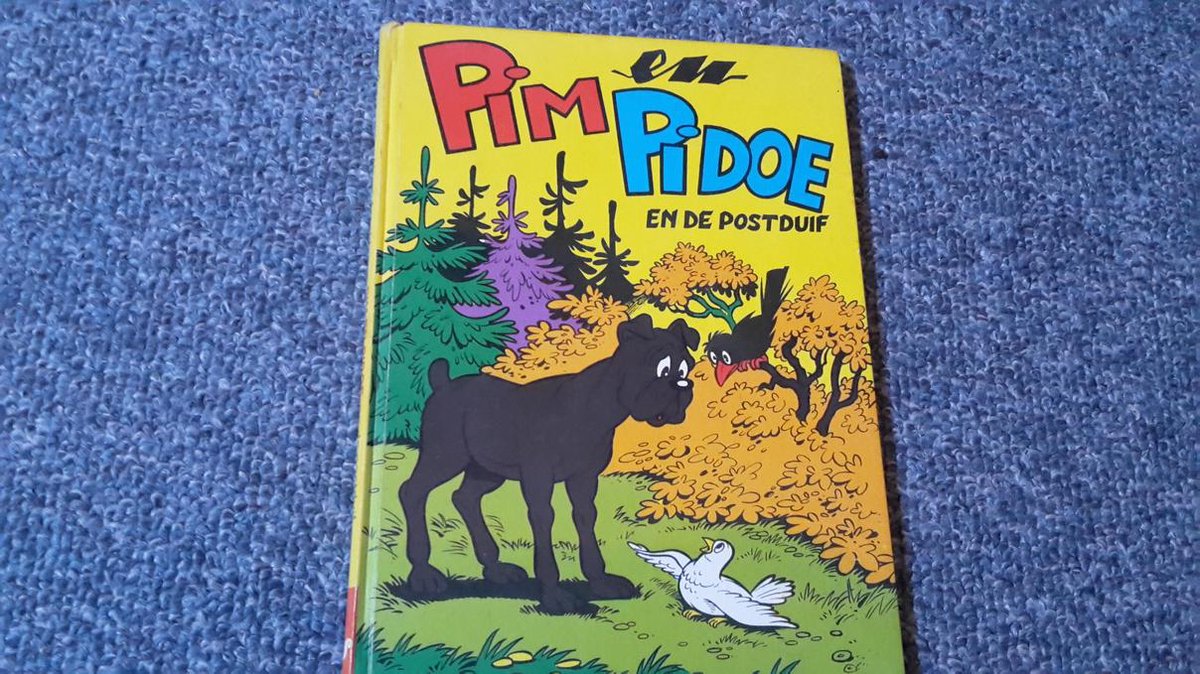 Pim en
PiDOE
EN DE POSTDUIF